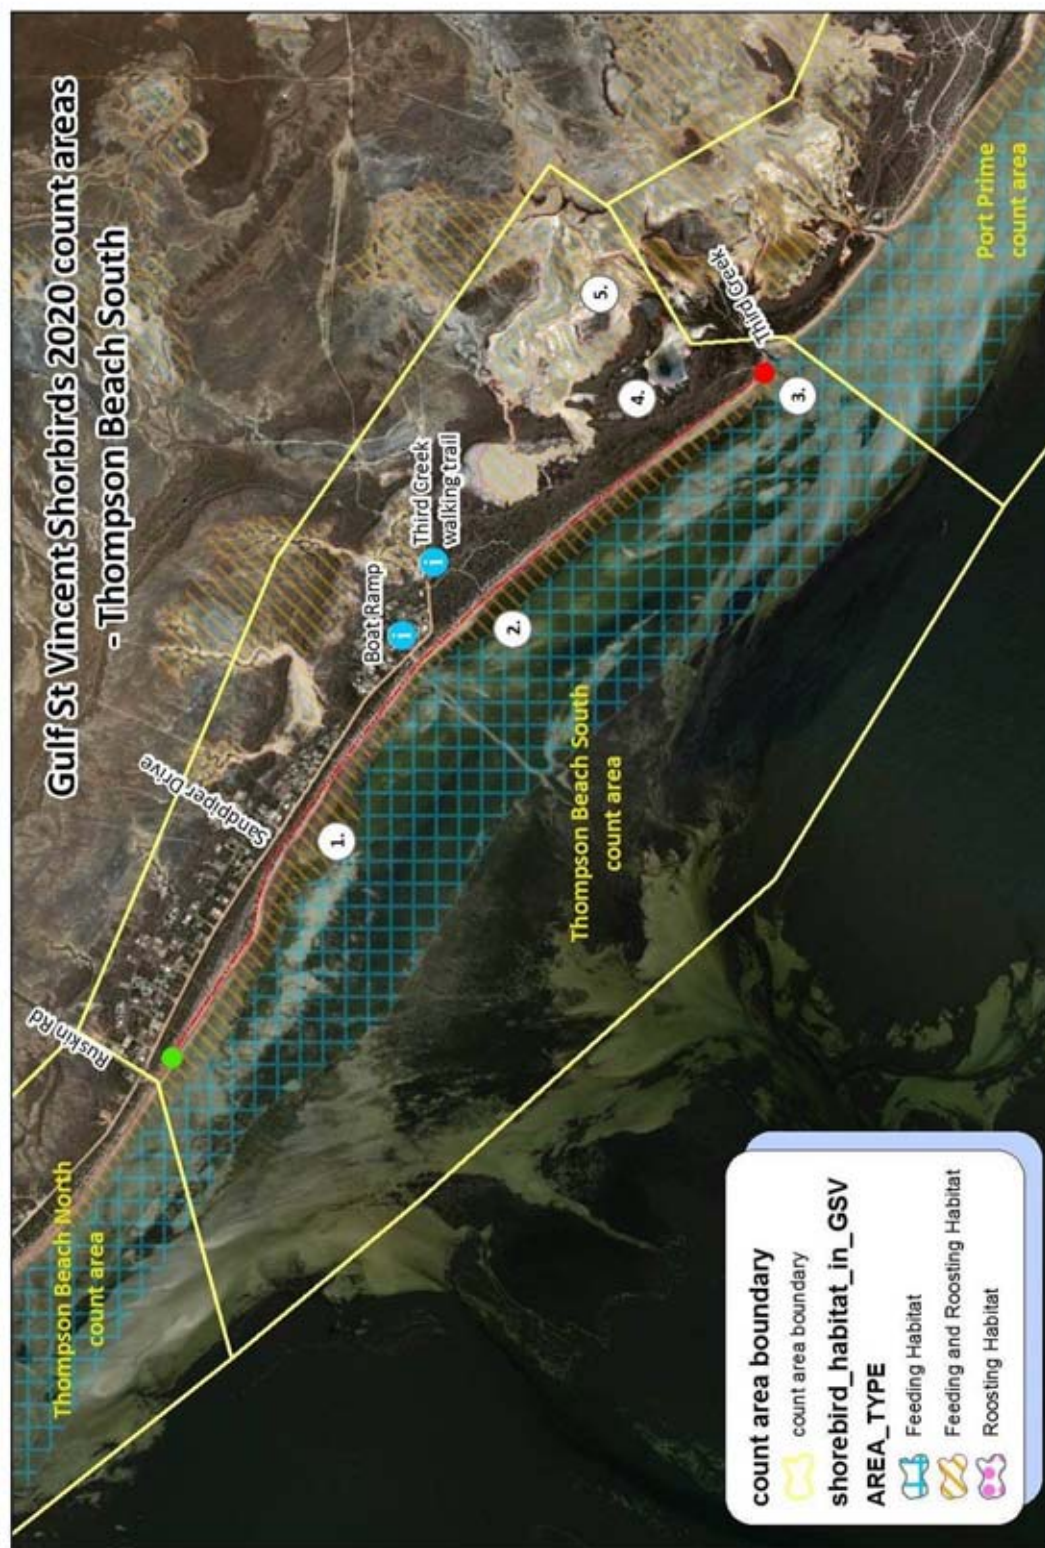 Gulf St Vincent Shorbirds 2020 count areas
- Thompson Beach South
Thompson Beach North
count area
Ruskin Rd
Sandpiper Drive
Boat Ramp
i
i
Third Creek
walking trail
1.
2.
3.
4.
5.
Third Creek
Thompson Beach South
count area
Port Prime
count area
count area boundary
count area boundary
shorebird_habitat_in_GSV
AREA_TYPE
Feeding Habitat
Feeding and Roosting Habitat
Roosting Habitat